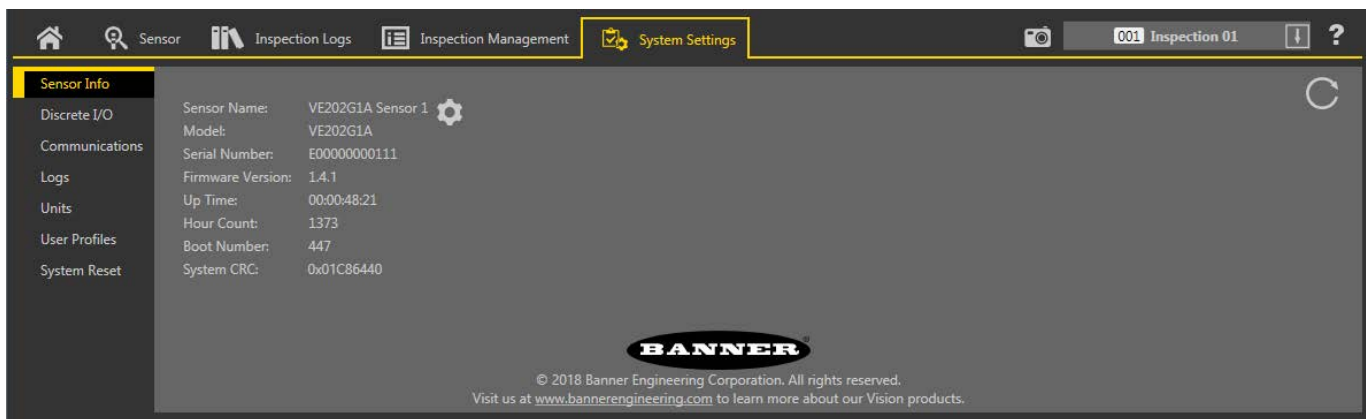 Sensor
Inspection Logs
Inspection Management
System Settings
001 Inspection 01
?
Sensor Info
Discrete I/O
Communications
Logs
Units
User Profiles
System Reset
Sensor Name: VE202G1A Sensor 1
Model: VE202G1A
Serial Number: E00000000111
Firmware Version: 1.4.1
Up Time: 00:00:48:21
Hour Count: 1373
Boot Number: 447
System CRC: 0x01C86440
BANNER
© 2018 Banner Engineering Corporation. All rights reserved.
Visit us at www.bannerengineering.com to learn more about our Vision products.